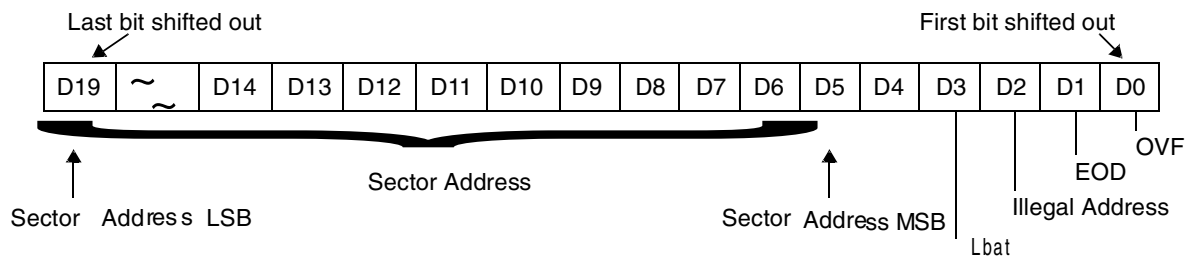 Last bit shifted out First bit shifted out
D19 ~ ~ D14 D13 D12 D11 D10 D9 D8 D7 D6 D5 D4 D3 D2 D1 D0
OVF
EOD
Sector Address
Illegal Address
Sector Address LSB Sector Address MSB
Lbat